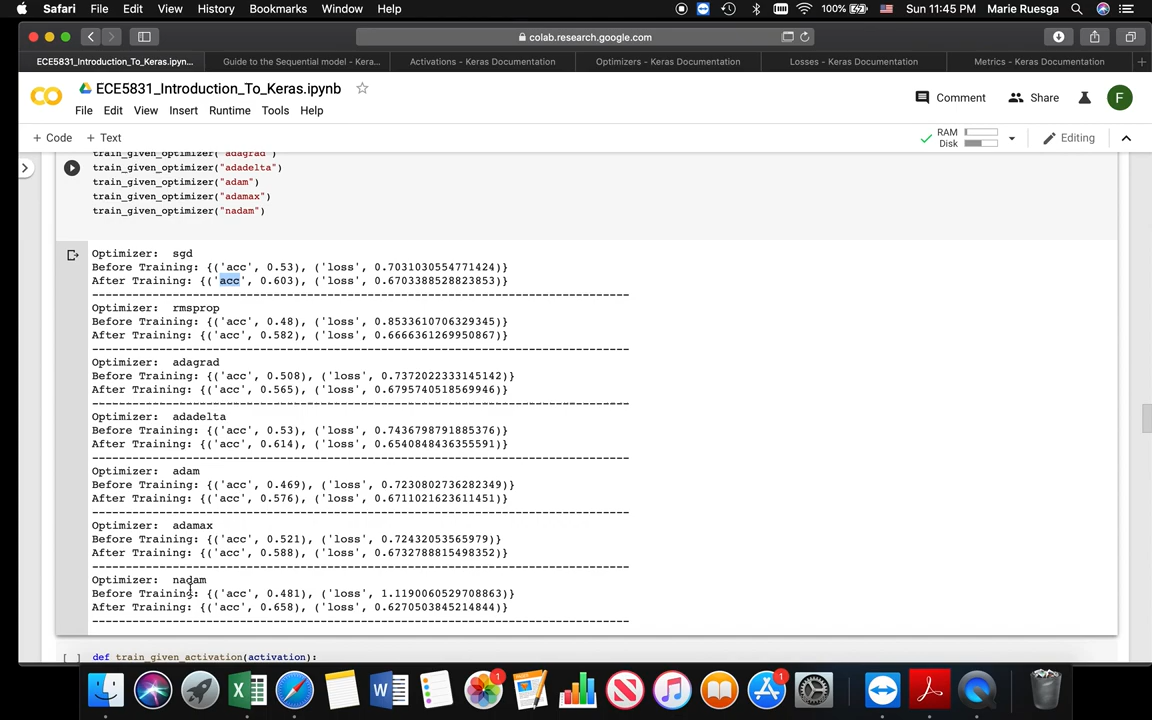 Safari File Edit View History Bookmarks Window Help 100% Sun 11:45 PM Marie Ruesga
colab.research.google.com
ECE5831_Introduction_To_Keras.ipyn... Guide to the Sequential model - Kera... Activations - Keras Documentation Optimizers - Keras Documentation Losses - Keras Documentation Metrics - Keras Documentation
ECE5831_Introduction_To_Keras.ipynb
File Edit View Insert Runtime Tools Help
Comment Share F
+ Code + Text
RAM
Disk
Editing
train_given_optimizer("adagrad")
train_given_optimizer("adadelta")
train_given_optimizer("adam")
train_given_optimizer("adamax")
train_given_optimizer("nadam")
Optimizer:  sgd
Before Training: {('acc', 0.53), ('loss', 0.7031030554771424)}
After Training: {('acc', 0.603), ('loss', 0.6703388528823853)}
--------------------------------------------------------------------------------
Optimizer:  rmsprop
Before Training: {('acc', 0.48), ('loss', 0.8533610706329345)}
After Training: {('acc', 0.582), ('loss', 0.6666361269950867)}
--------------------------------------------------------------------------------
Optimizer:  adagrad
Before Training: {('acc', 0.508), ('loss', 0.7372022333145142)}
After Training: {('acc', 0.565), ('loss', 0.6795740518569946)}
--------------------------------------------------------------------------------
Optimizer:  adadelta
Before Training: {('acc', 0.53), ('loss', 0.7436798791885376)}
After Training: {('acc', 0.614), ('loss', 0.6540848436355591)}
--------------------------------------------------------------------------------
Optimizer:  adam
Before Training: {('acc', 0.469), ('loss', 0.7230802736282349)}
After Training: {('acc', 0.576), ('loss', 0.6711021623611451)}
--------------------------------------------------------------------------------
Optimizer:  adamax
Before Training: {('acc', 0.521), ('loss', 0.72432053565979)}
After Training: {('acc', 0.588), ('loss', 0.6732788815498352)}
--------------------------------------------------------------------------------
Optimizer:  nadam
Before Training: {('acc', 0.481), ('loss', 1.1190060529708863)}
After Training: {('acc', 0.658), ('loss', 0.6270503845214844)}
--------------------------------------------------------------------------------
[ ] def train_given_activation(activation):